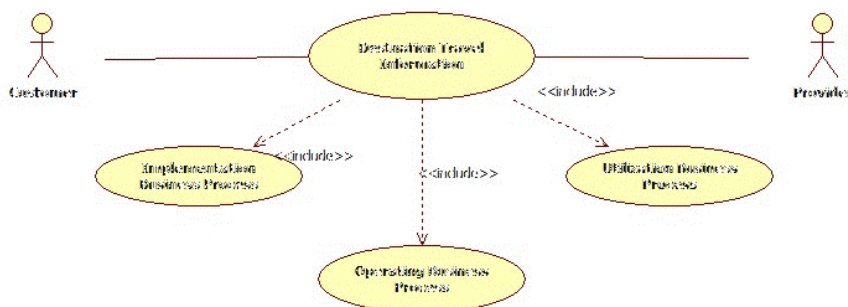 Destination Travel
Information
Customer
Provider
<<include>>
<<include>>
<<include>>
Implementation
Business Process
Utilization Business
Process
Operating Business
Process